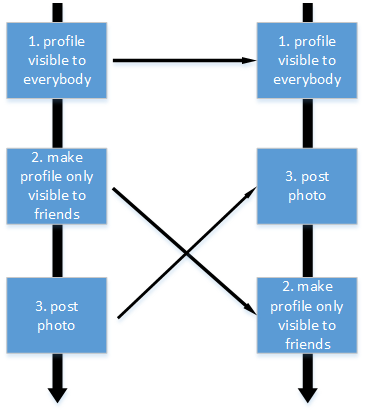 1. profile
visible to
everybody
2. make
profile only
visible to
friends
3. post
photo
1. profile
visible to
everybody
3. post
photo
2. make
profile only
visible to
friends